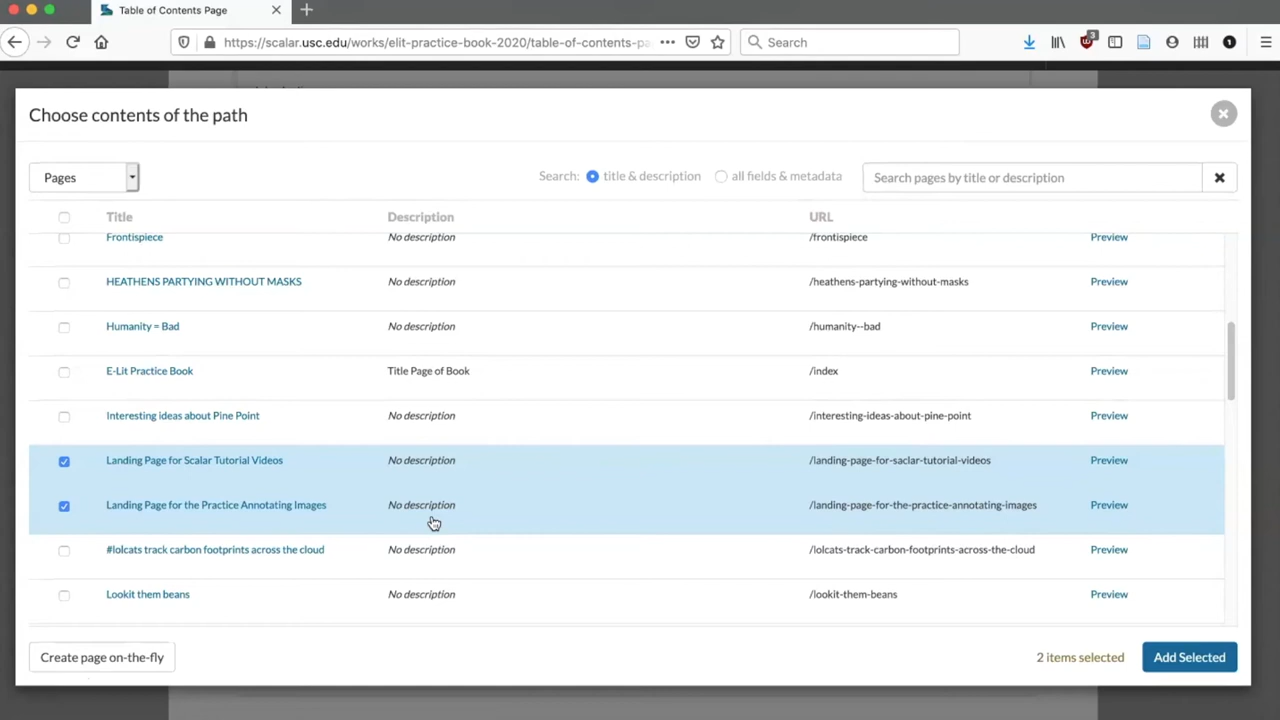 Table of Contents Page
https://scalar.usc.edu/works/elit-practice-book-2020/table-of-contents-pa
Search
3
1
Choose contents of the path
Pages
Search: title & description all fields & metadata
Search pages by title or description
Title Description URL
Frontispiece No description /frontispiece Preview
HEATHENS PARTYING WITHOUT MASKS No description /heathens-partying-without-masks Preview
Humanity = Bad No description /humanity--bad Preview
E-Lit Practice Book Title Page of Book /index Preview
Interesting ideas about Pine Point No description /interesting-ideas-about-pine-point Preview
Landing Page for Scalar Tutorial Videos No description /landing-page-for-saclar-tutorial-videos Preview
Landing Page for the Practice Annotating Images No description /landing-page-for-the-practice-annotating-images Preview
#lolcats track carbon footprints across the cloud No description /lolcats-track-carbon-footprints-across-the-cloud Preview
Lookit them beans No description /lookit-them-beans Preview
Create page on-the-fly 2 items selected Add Selected